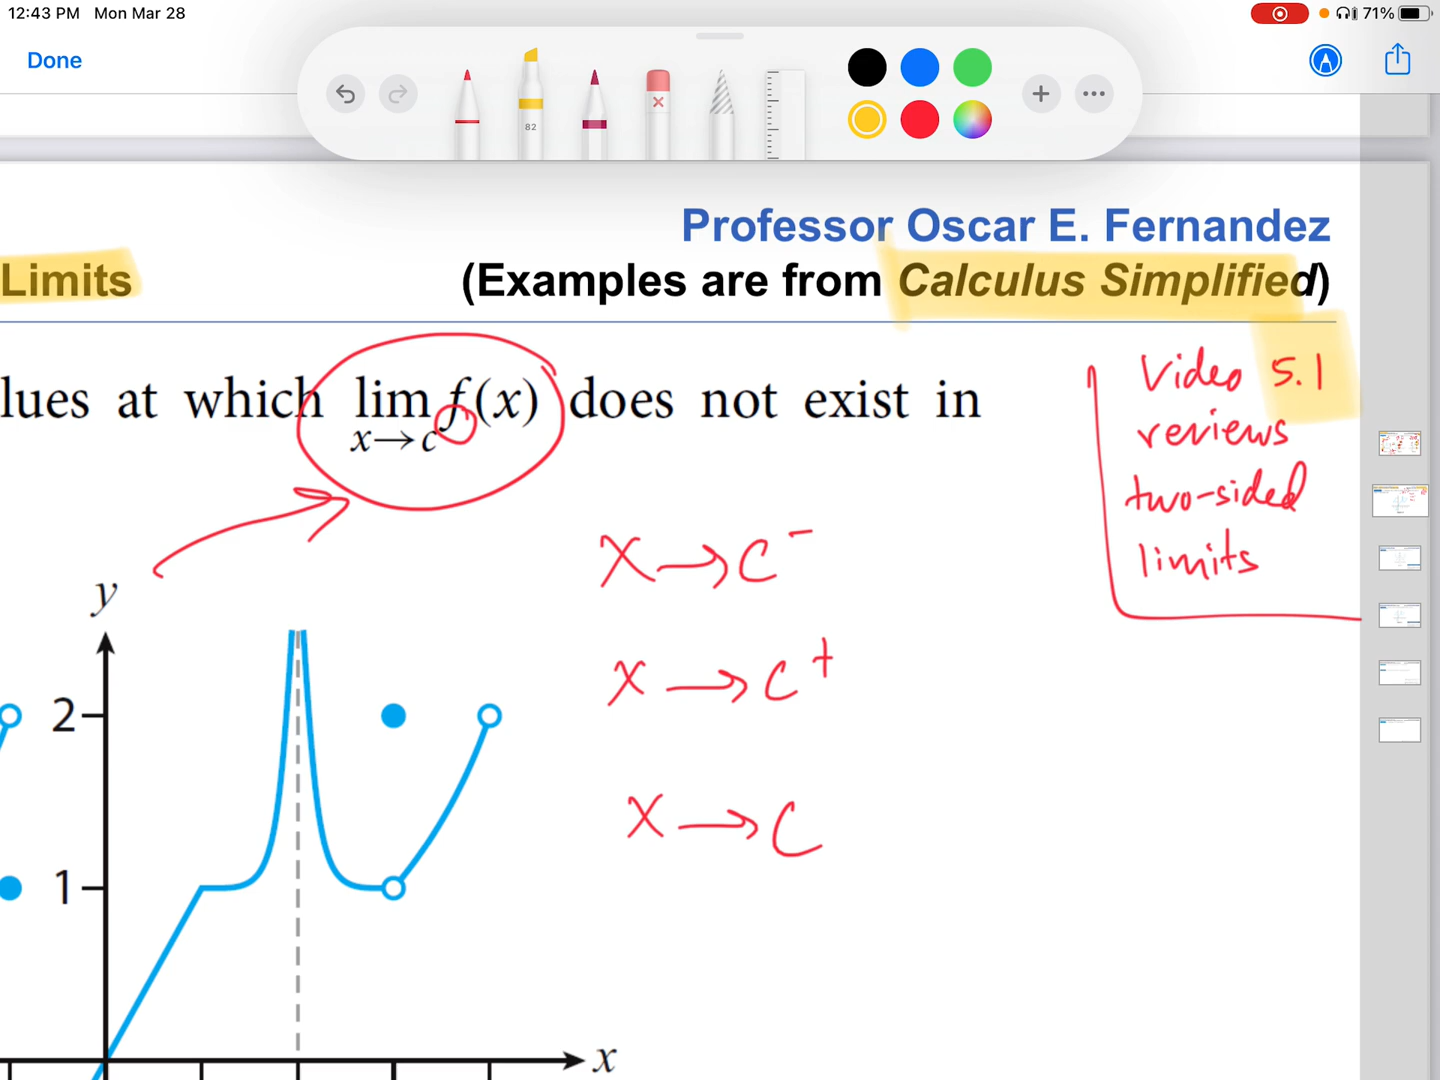 12:43 PM Mon Mar 28
71%
Done
82
Professor Oscar E. Fernandez
Limits
(Examples are from Calculus Simplified)
lues at which lim f(x) does not exist in
x→c
Video 5.1
reviews
two-sided
limits
x→c⁻
x→c⁺
x→c
y
2
1
x